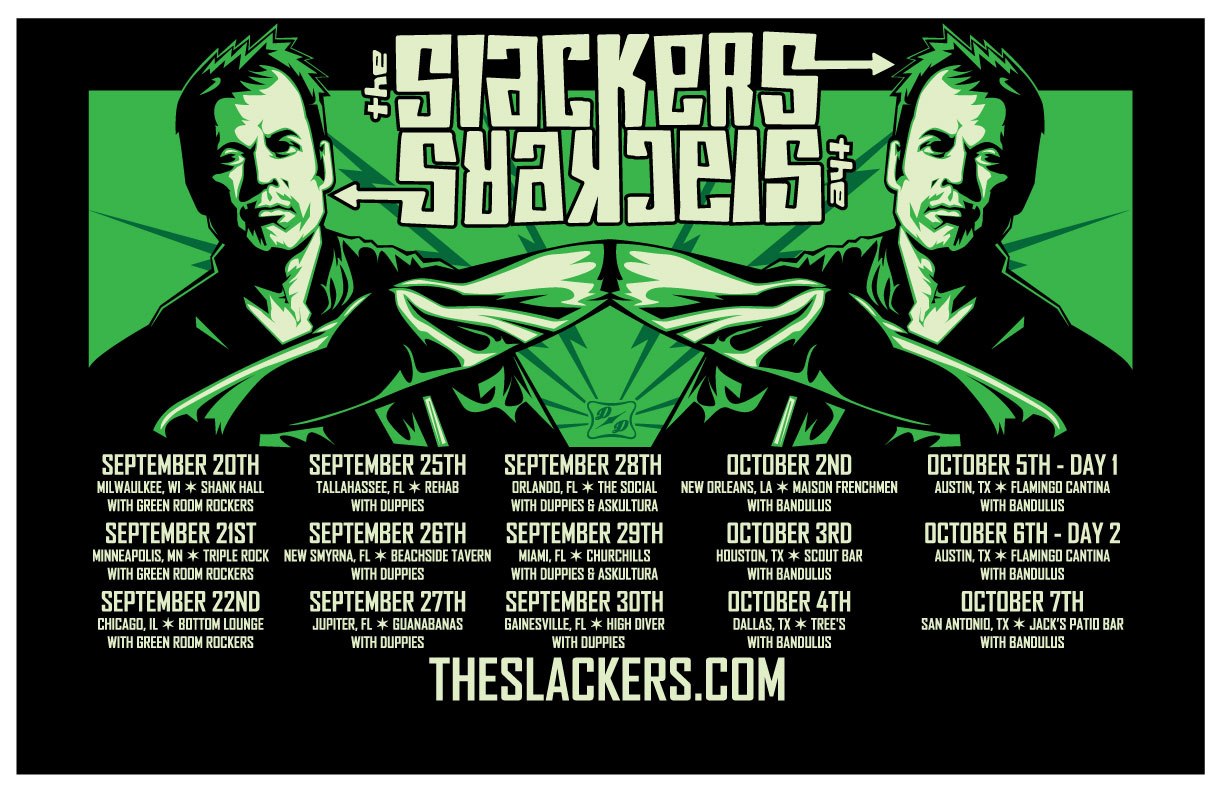 the SLACKERS
the SLACKERS
D D
SEPTEMBER 20TH
MILWAULKEE, WI ✶ SHANK HALL
WITH GREEN ROOM ROCKERS
SEPTEMBER 21ST
MINNEAPOLIS, MN ✶ TRIPLE ROCK
WITH GREEN ROOM ROCKERS
SEPTEMBER 22ND
CHICAGO, IL ✶ BOTTOM LOUNGE
WITH GREEN ROOM ROCKERS
SEPTEMBER 25TH
TALLAHASSEE, FL ✶ REHAB
WITH DUPPIES
SEPTEMBER 26TH
NEW SMYRNA, FL ✶ BEACHSIDE TAVERN
WITH DUPPIES
SEPTEMBER 27TH
JUPITER, FL ✶ GUANABANAS
WITH DUPPIES
SEPTEMBER 28TH
ORLANDO, FL ✶ THE SOCIAL
WITH DUPPIES & ASKULTURA
SEPTEMBER 29TH
MIAMI, FL ✶ CHURCHILLS
WITH DUPPIES & ASKULTURA
SEPTEMBER 30TH
GAINESVILLE, FL ✶ HIGH DIVER
WITH DUPPIES
OCTOBER 2ND
NEW ORLEANS, LA ✶ MAISON FRENCHMEN
WITH BANDULUS
OCTOBER 3RD
HOUSTON, TX ✶ SCOUT BAR
WITH BANDULUS
OCTOBER 4TH
DALLAS, TX ✶ TREE'S
WITH BANDULUS
OCTOBER 5TH - DAY 1
AUSTIN, TX ✶ FLAMINGO CANTINA
WITH BANDULUS
OCTOBER 6TH - DAY 2
AUSTIN, TX ✶ FLAMINGO CANTINA
WITH BANDULUS
OCTOBER 7TH
SAN ANTONIO, TX ✶ JACK'S PATIO BAR
WITH BANDULUS
THESLACKERS.COM